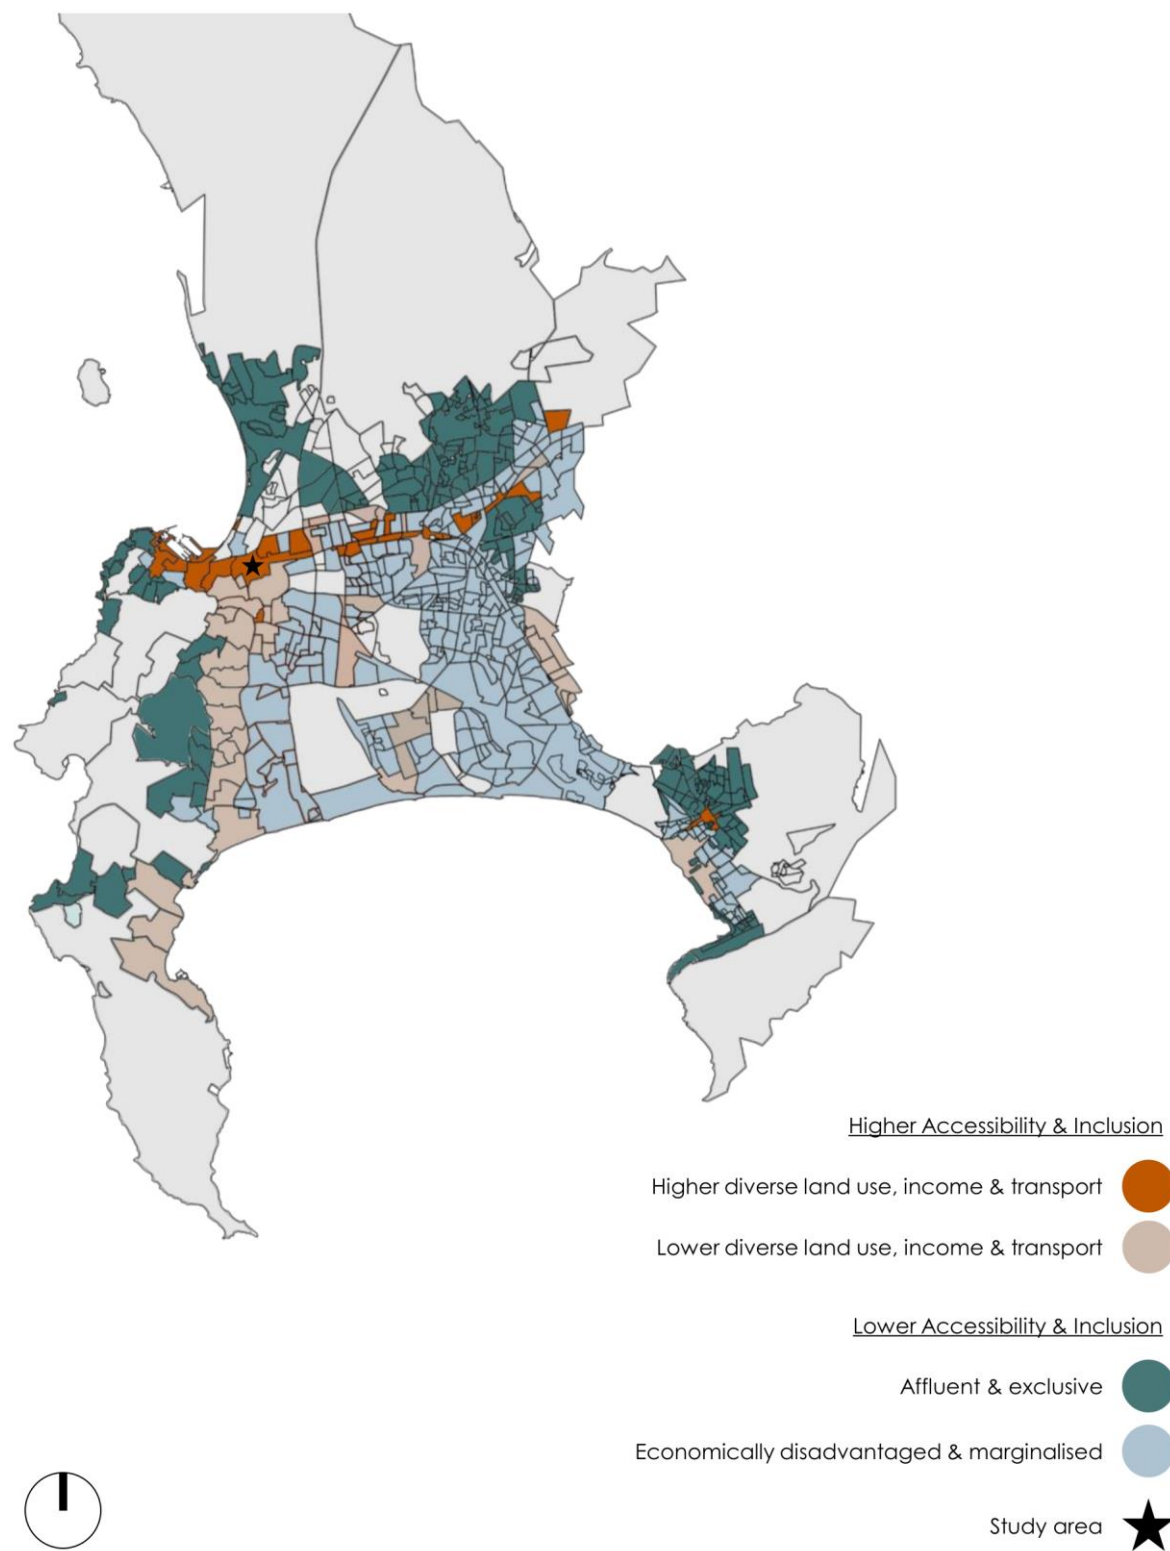 Higher Accessibility & Inclusion
Higher diverse land use, income & transport
Lower diverse land use, income & transport
Lower Accessibility & Inclusion
Affluent & exclusive
Economically disadvantaged & marginalised
Study area